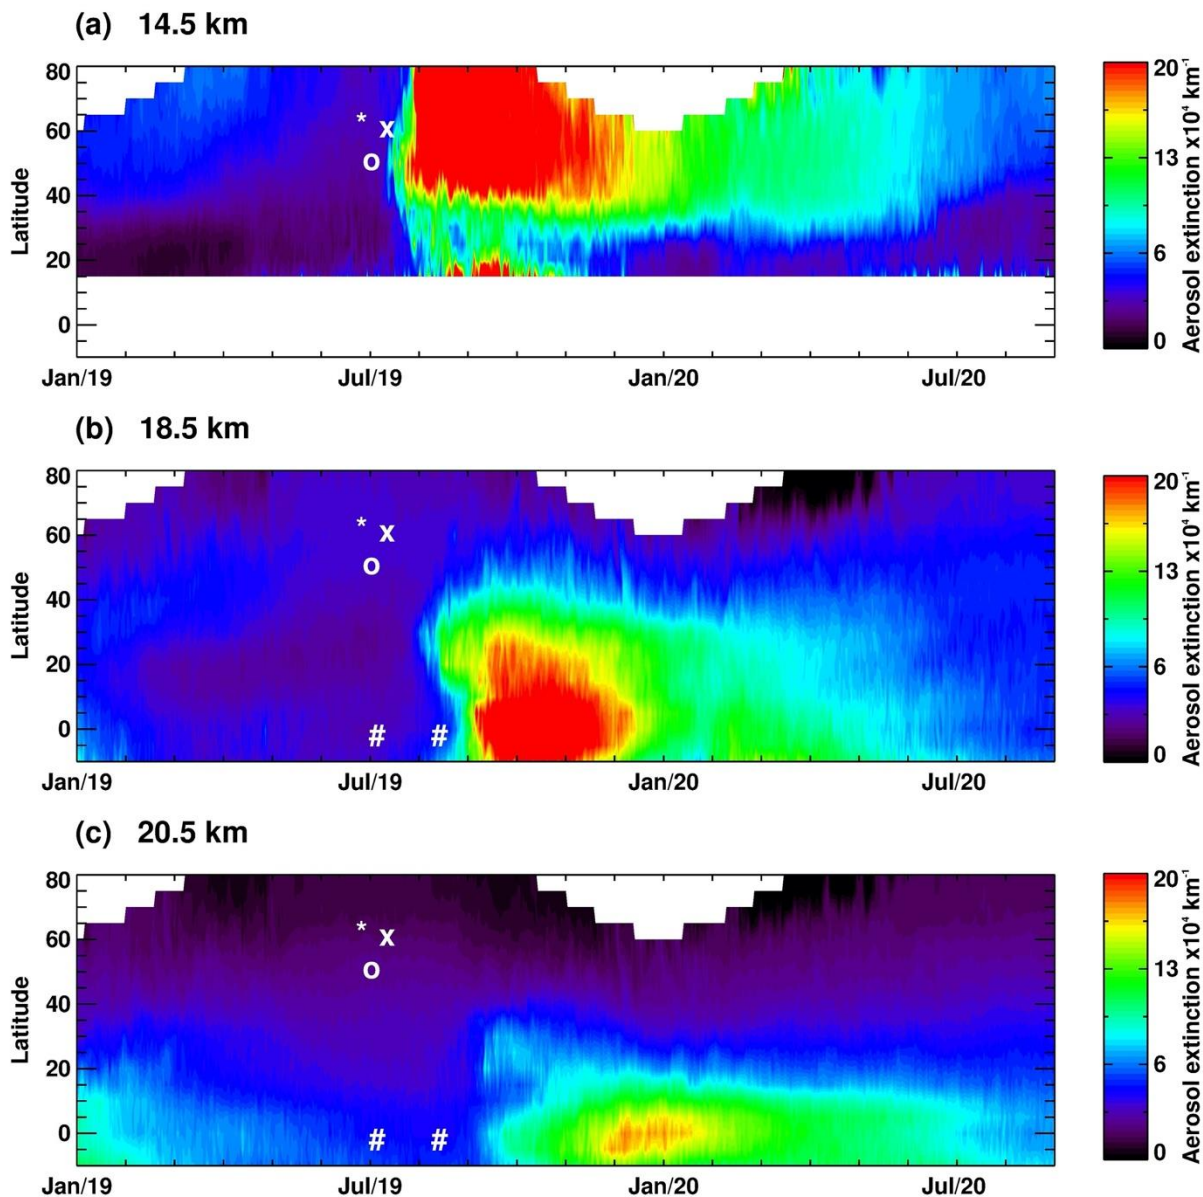 (a) 14.5 km
80
60
40
20
0
Latitude
* x
o
Jan/19 Jul/19 Jan/20 Jul/20
20
13
6
0
Aerosol extinction x10⁴ km⁻¹
(b) 18.5 km
80
60
40
20
0
Latitude
* x
o
# #
Jan/19 Jul/19 Jan/20 Jul/20
20
13
6
0
Aerosol extinction x10⁴ km⁻¹
(c) 20.5 km
80
60
40
20
0
Latitude
* x
o
# #
Jan/19 Jul/19 Jan/20 Jul/20
20
13
6
0
Aerosol extinction x10⁴ km⁻¹